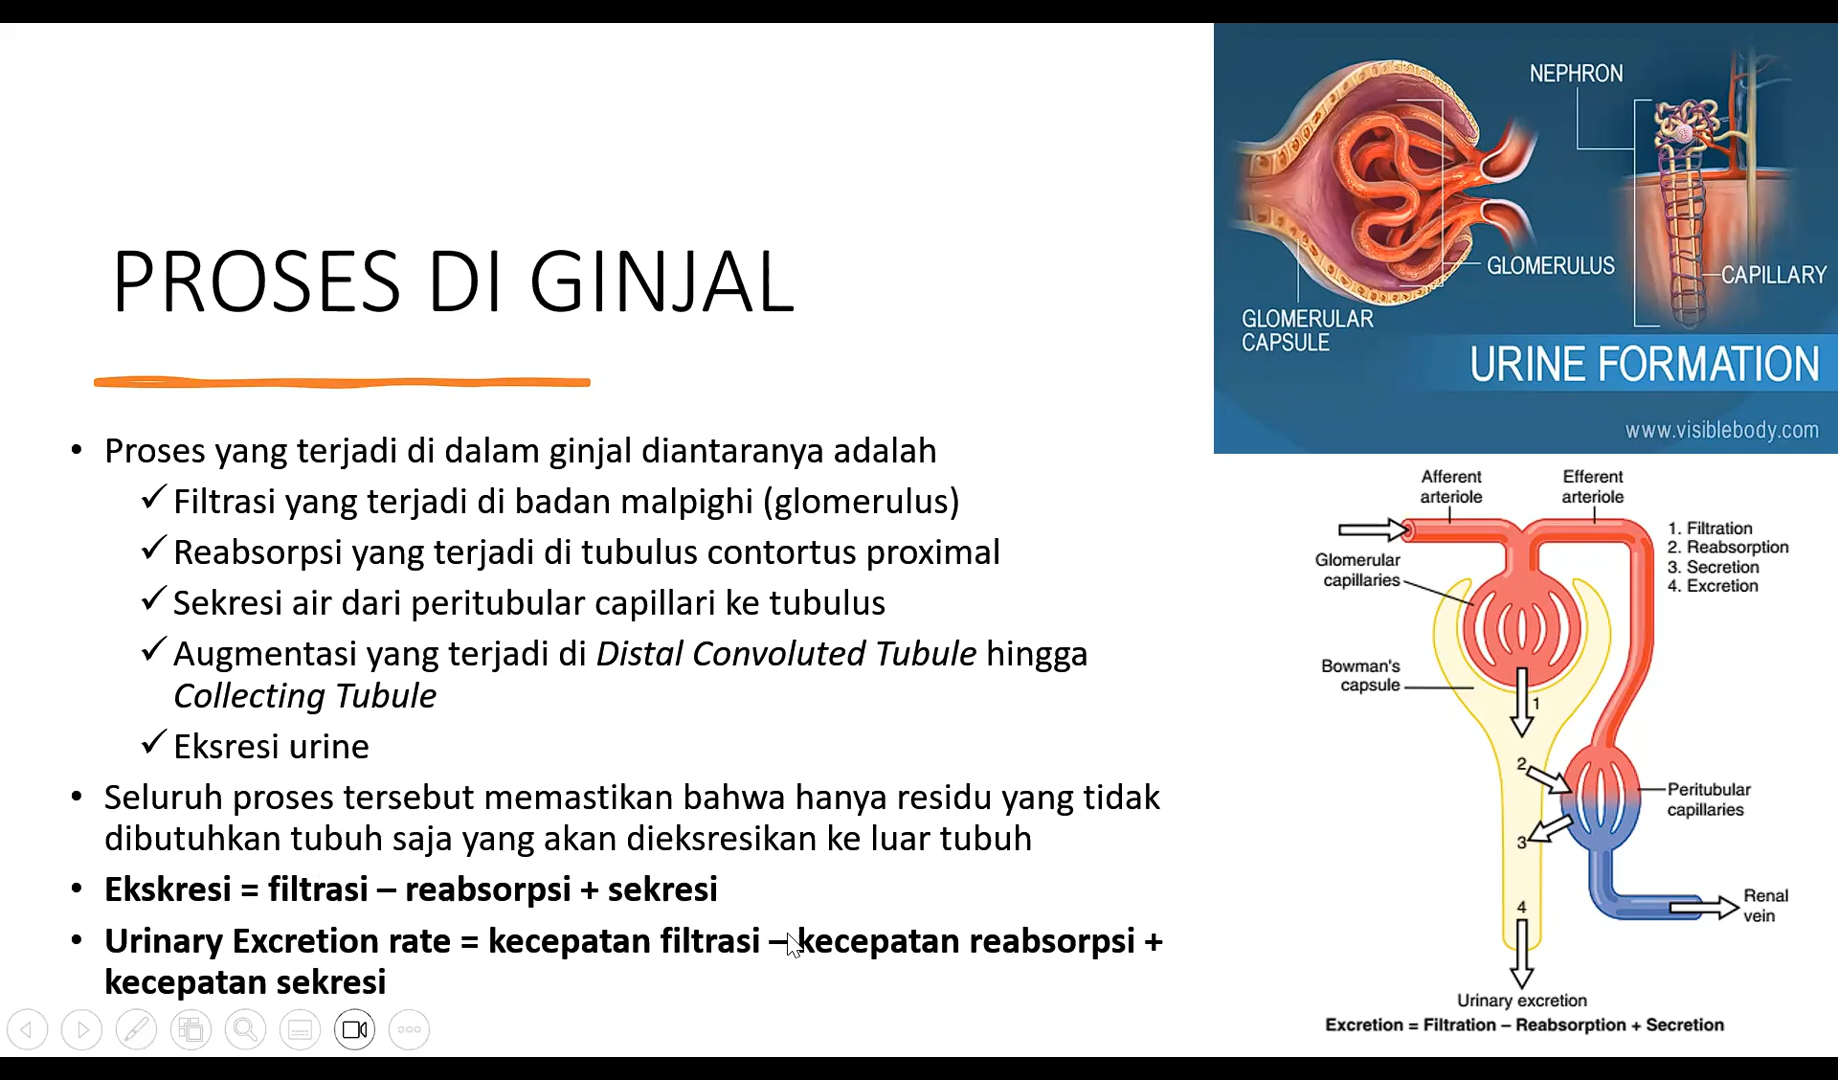 PROSES DI GINJAL
• Proses yang terjadi di dalam ginjal diantaranya adalah
✓ Filtrasi yang terjadi di badan malpighi (glomerulus)
✓ Reabsorpsi yang terjadi di tubulus contortus proximal
✓ Sekresi air dari peritubular capillari ke tubulus
✓ Augmentasi yang terjadi di Distal Convoluted Tubule hingga
Collecting Tubule
✓ Eksresi urine
• Seluruh proses tersebut memastikan bahwa hanya residu yang tidak
dibutuhkan tubuh saja yang akan dieksresikan ke luar tubuh
• Ekskresi = filtrasi – reabsorpsi + sekresi
• Urinary Excretion rate = kecepatan filtrasi – kecepatan reabsorpsi +
kecepatan sekresi
NEPHRON
GLOMERULUS
CAPILLARY
GLOMERULAR
CAPSULE
URINE FORMATION
www.visiblebody.com
Afferent
arteriole
Efferent
arteriole
1. Filtration
2. Reabsorption
3. Secretion
4. Excretion
Glomerular
capillaries
Bowman's
capsule
1
2
Peritubular
capillaries
3
4
Renal
vein
Urinary excretion
Excretion = Filtration – Reabsorption + Secretion